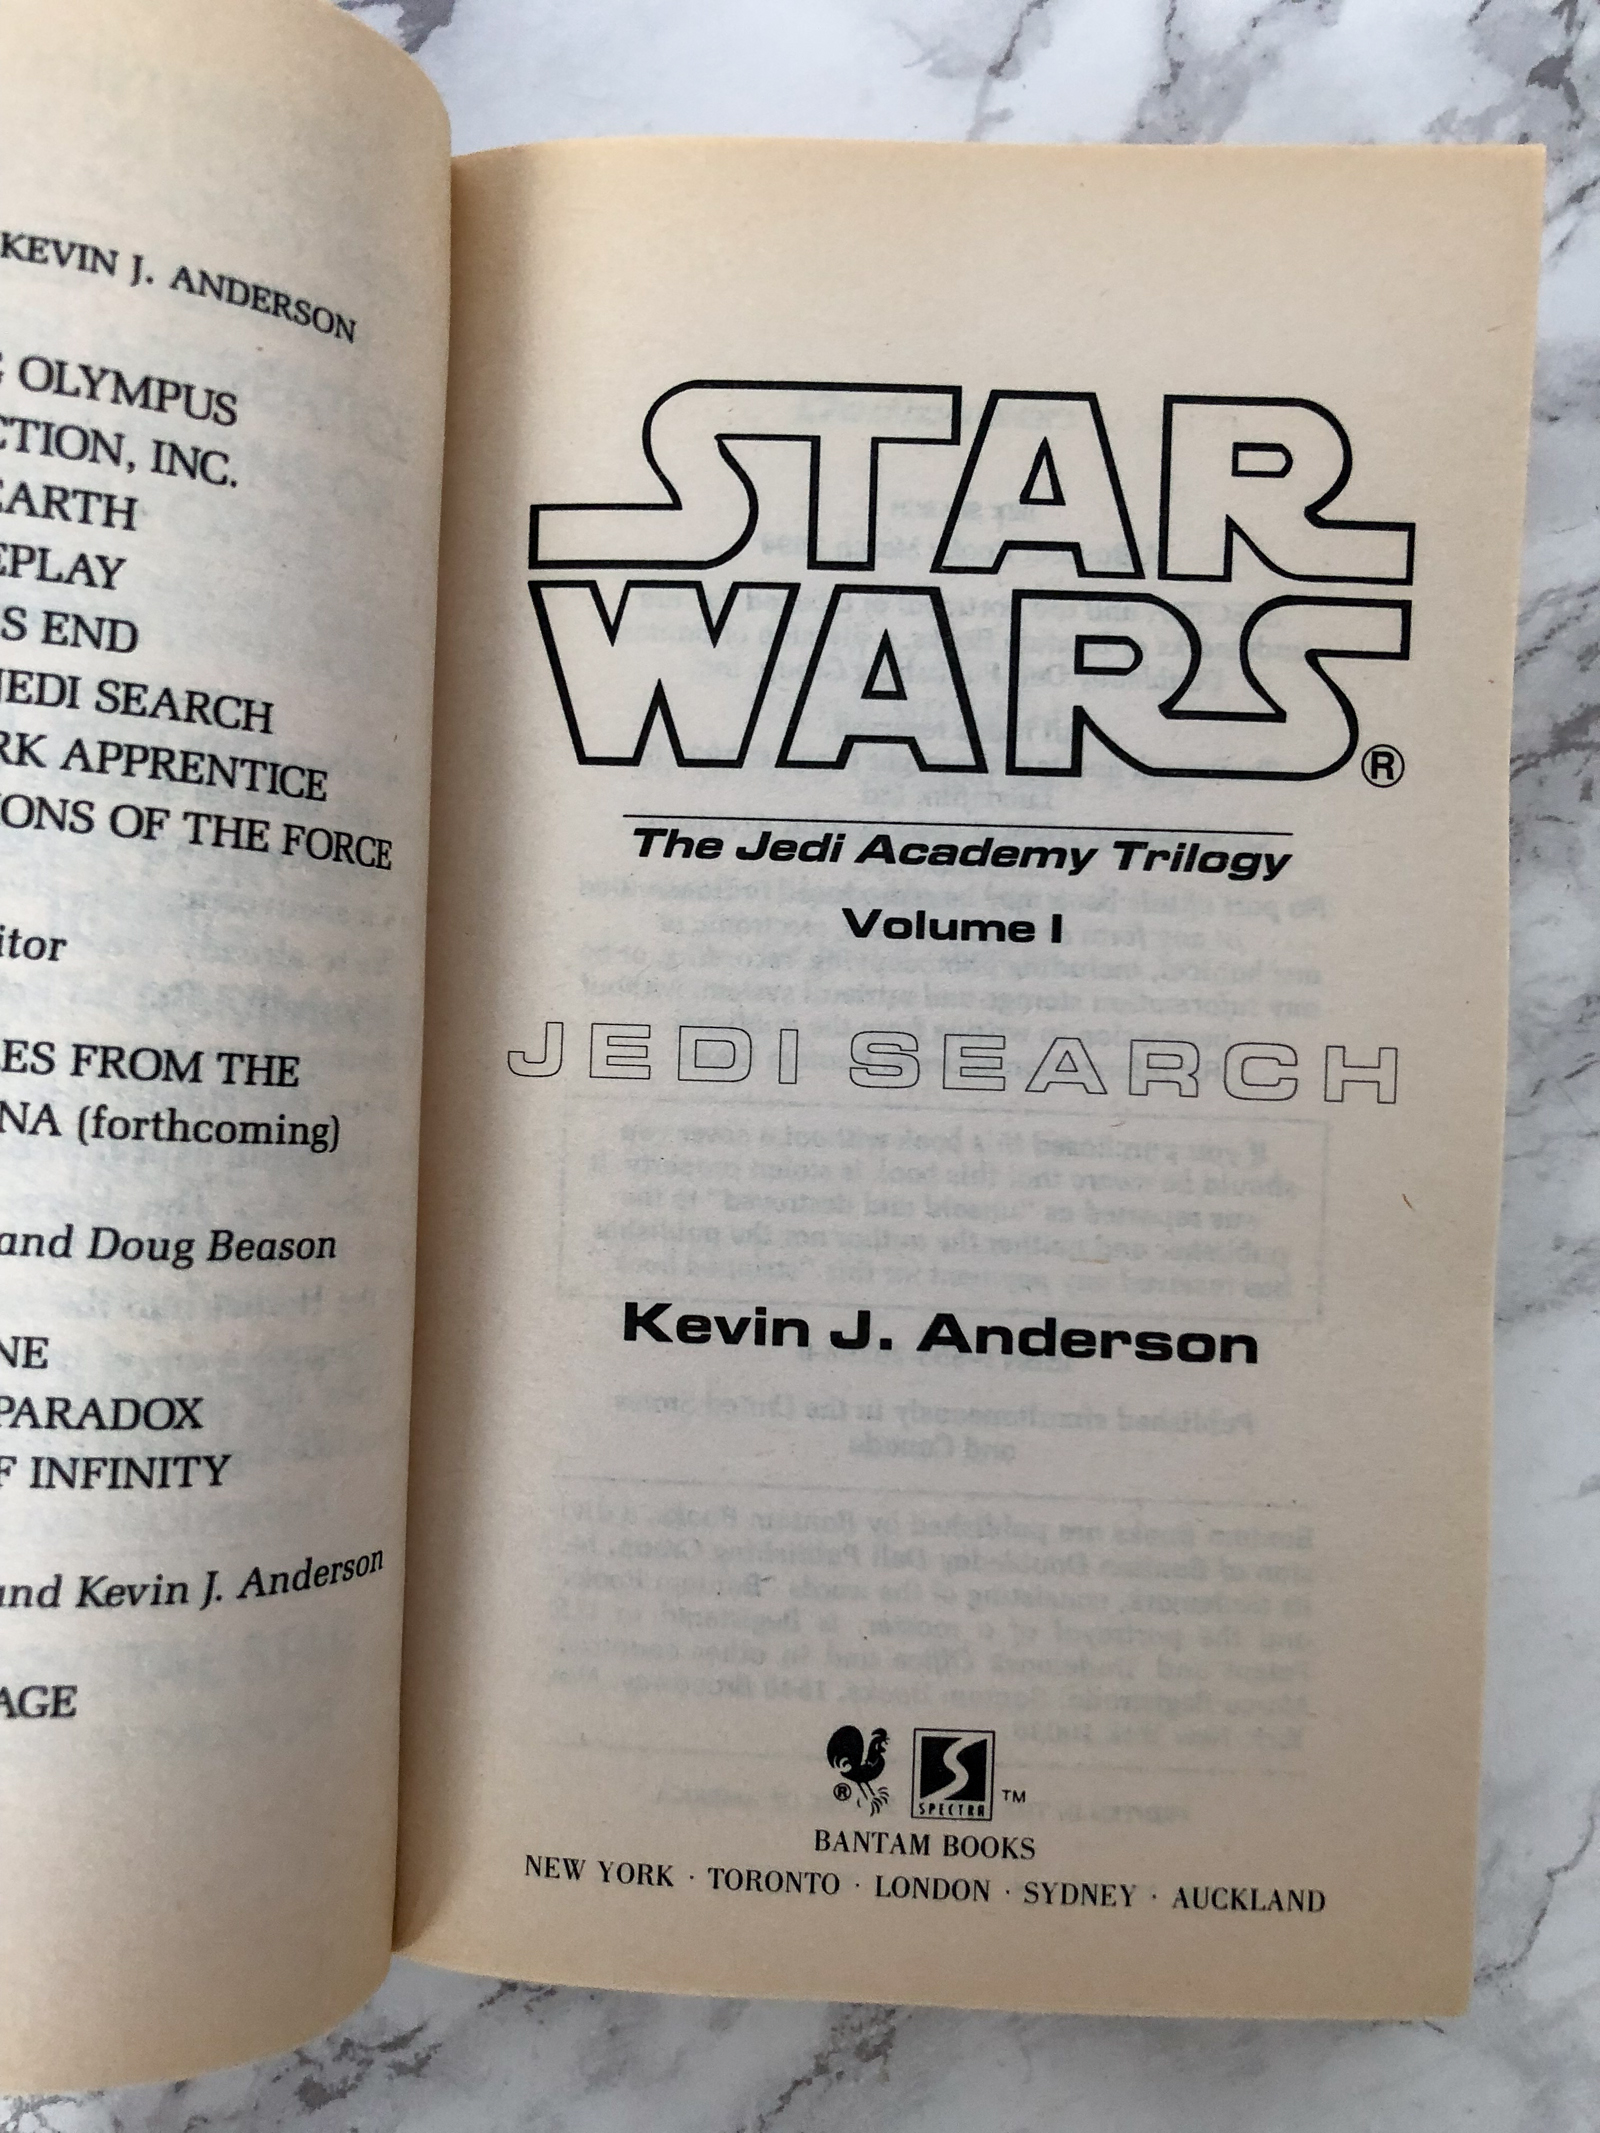 KEVIN J. ANDERSON
OLYMPUS
CTION, INC.
EARTH
EPLAY
S END
JEDI SEARCH
RK APPRENTICE
IONS OF THE FORCE
itor
ES FROM THE
NA (forthcoming)
and Doug Beason
NE
PARADOX
F INFINITY
and Kevin J. Anderson
AGE
STAR
WARS®
The Jedi Academy Trilogy
Volume I
JEDI SEARCH
Kevin J. Anderson
® SPECTRA ™
BANTAM BOOKS
NEW YORK · TORONTO · LONDON · SYDNEY · AUCKLAND